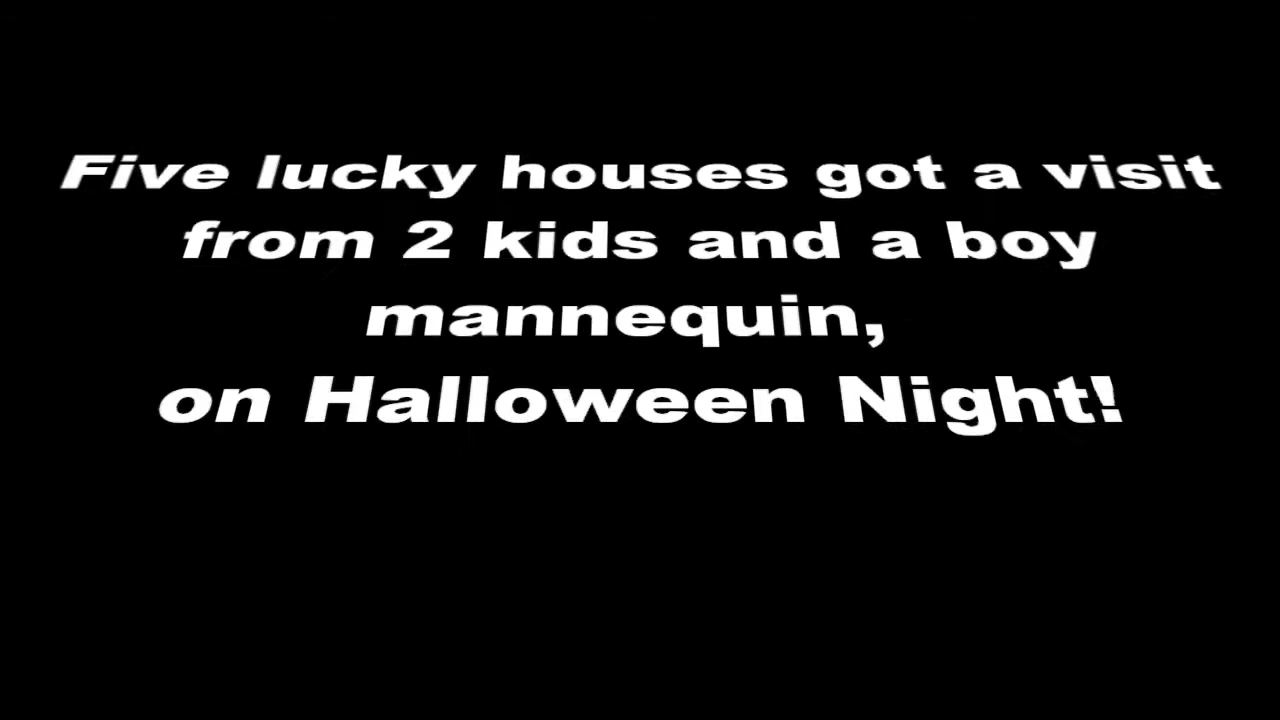 Five lucky houses got a visit
from 2 kids and a boy
mannequin,
on Halloween Night!